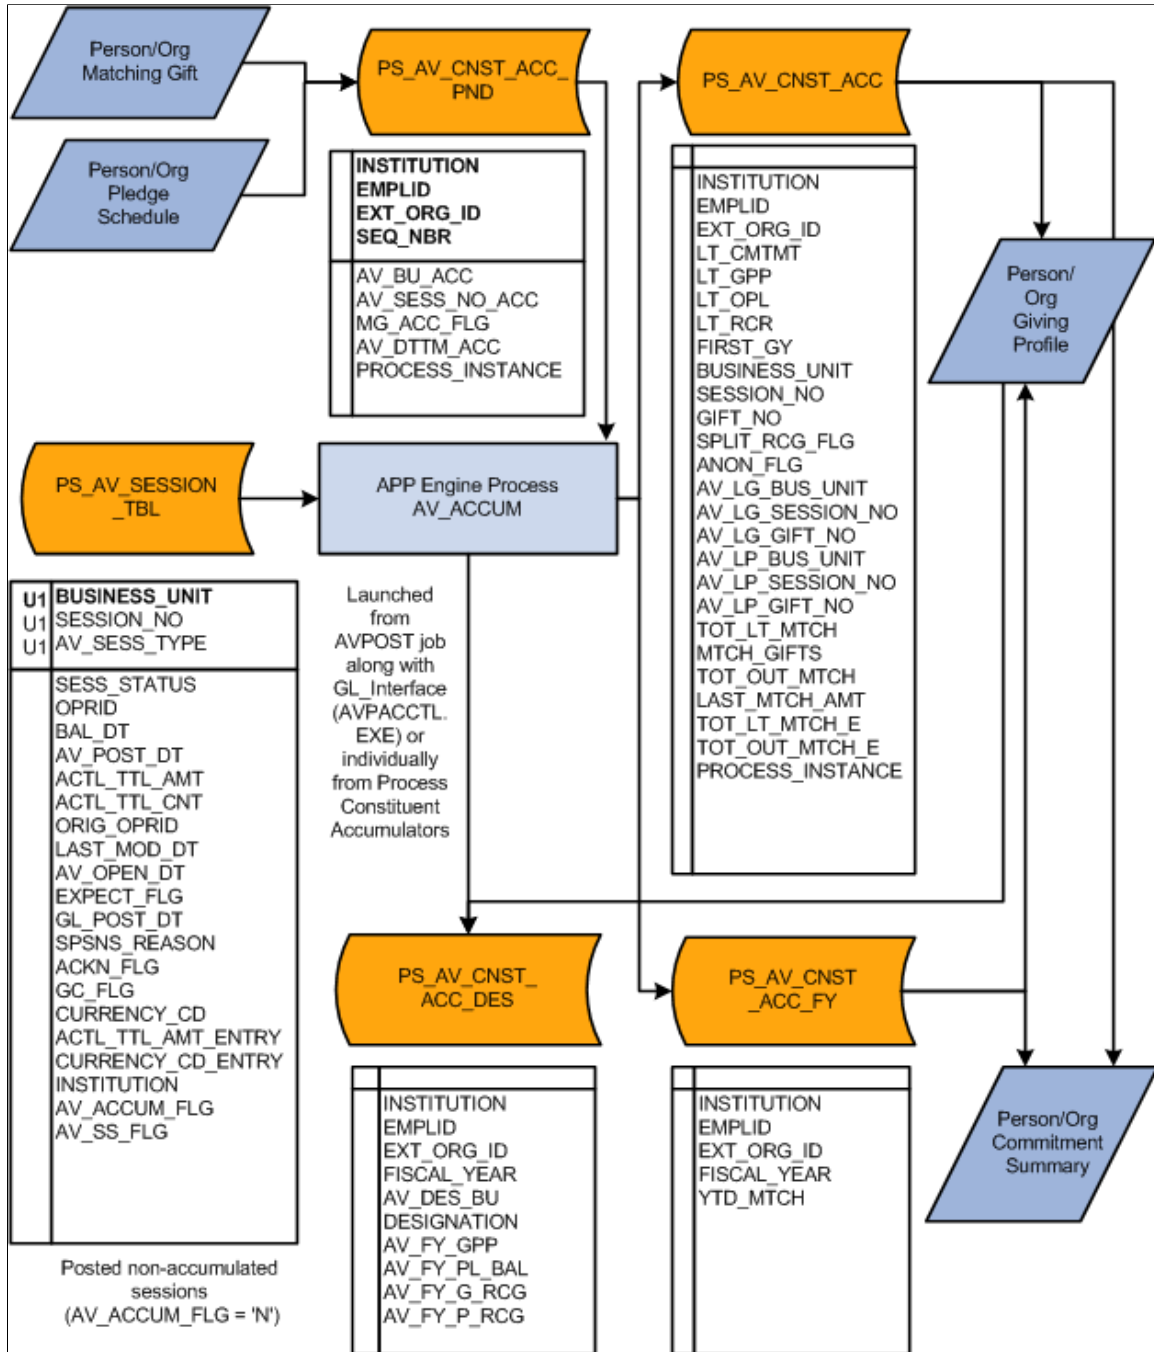 Person/Org
Matching Gift
PS_AV_CNST_ACC_
PND
PS_AV_CNST_ACC
Person/Org
Pledge
Schedule
INSTITUTION
EMPLID
EXT_ORG_ID
SEQ_NBR
AV_BU_ACC
AV_SESS_NO_ACC
MG_ACC_FLG
AV_DTTM_ACC
PROCESS_INSTANCE
INSTITUTION
EMPLID
EXT_ORG_ID
LT_CMTMT
LT_GPP
LT_OPL
LT_RCR
FIRST_GY
BUSINESS_UNIT
SESSION_NO
GIFT_NO
SPLIT_RCG_FLG
ANON_FLG
AV_LG_BUS_UNIT
AV_LG_SESSION_NO
AV_LG_GIFT_NO
AV_LP_BUS_UNIT
AV_LP_SESSION_NO
AV_LP_GIFT_NO
TOT_LT_MTCH
MTCH_GIFTS
TOT_OUT_MTCH
LAST_MTCH_AMT
TOT_LT_MTCH_E
TOT_OUT_MTCH_E
PROCESS_INSTANCE
Person/
Org
Giving
Profile
PS_AV_SESSION
_TBL
APP Engine Process
AV_ACCUM
U1 BUSINESS_UNIT
U1 SESSION_NO
U1 AV_SESS_TYPE
SESS_STATUS
OPRID
BAL_DT
AV_POST_DT
ACTL_TTL_AMT
ACTL_TTL_CNT
ORIG_OPRID
LAST_MOD_DT
AV_OPEN_DT
EXPECT_FLG
GL_POST_DT
SPSNS_REASON
ACKN_FLG
GC_FLG
CURRENCY_CD
ACTL_TTL_AMT_ENTRY
CURRENCY_CD_ENTRY
INSTITUTION
AV_ACCUM_FLG
AV_SS_FLG
Posted non-accumulated
sessions
(AV_ACCUM_FLG = 'N')
Launched
from
AVPOST job
along with
GL_Interface
(AVPACCTL.
EXE) or
individually
from Process
Constituent
Accumulators
PS_AV_CNST_
ACC_DES
PS_AV_CNST
_ACC_FY
INSTITUTION
EMPLID
EXT_ORG_ID
FISCAL_YEAR
AV_DES_BU
DESIGNATION
AV_FY_GPP
AV_FY_PL_BAL
AV_FY_G_RCG
AV_FY_P_RCG
INSTITUTION
EMPLID
EXT_ORG_ID
FISCAL_YEAR
YTD_MTCH
Person/Org
Commitment
Summary